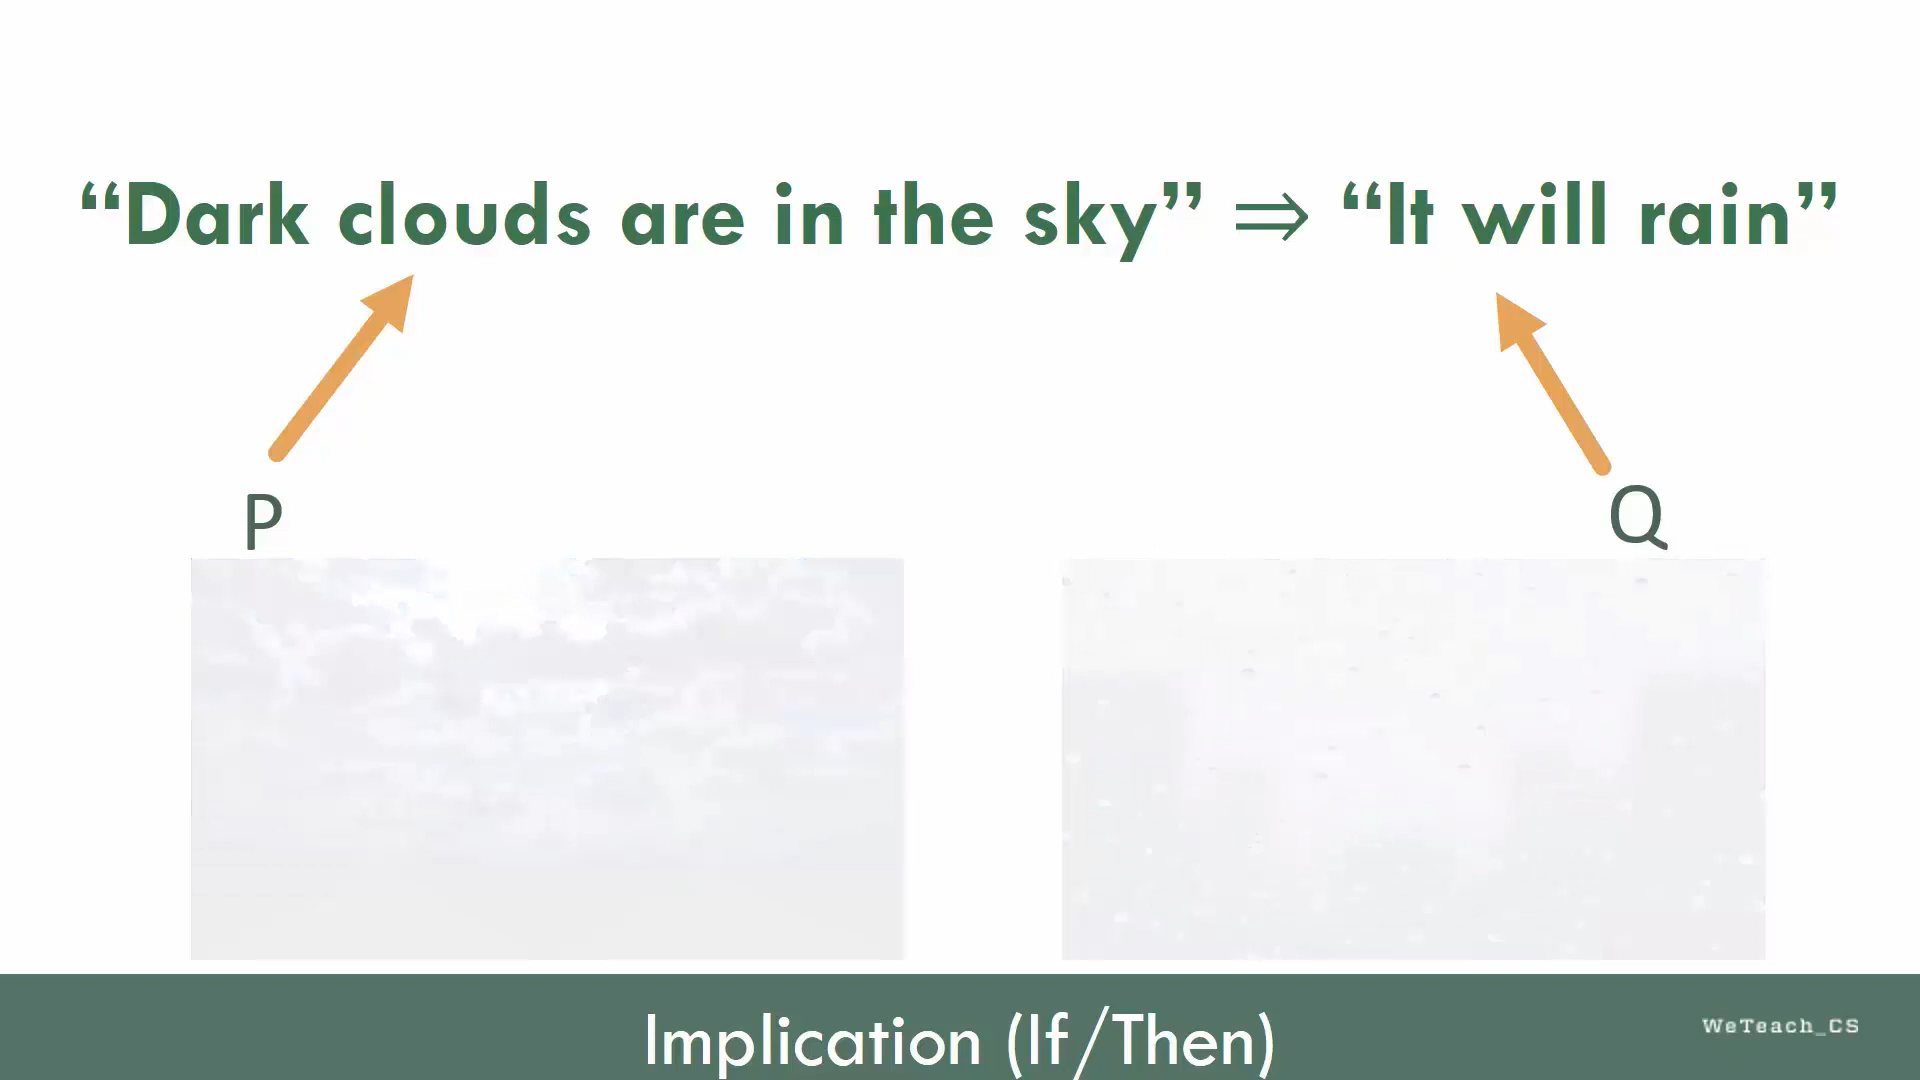 “Dark clouds are in the sky” ⇒ “It will rain”
P
Q
Implication (If/Then)
WeTeach_CS